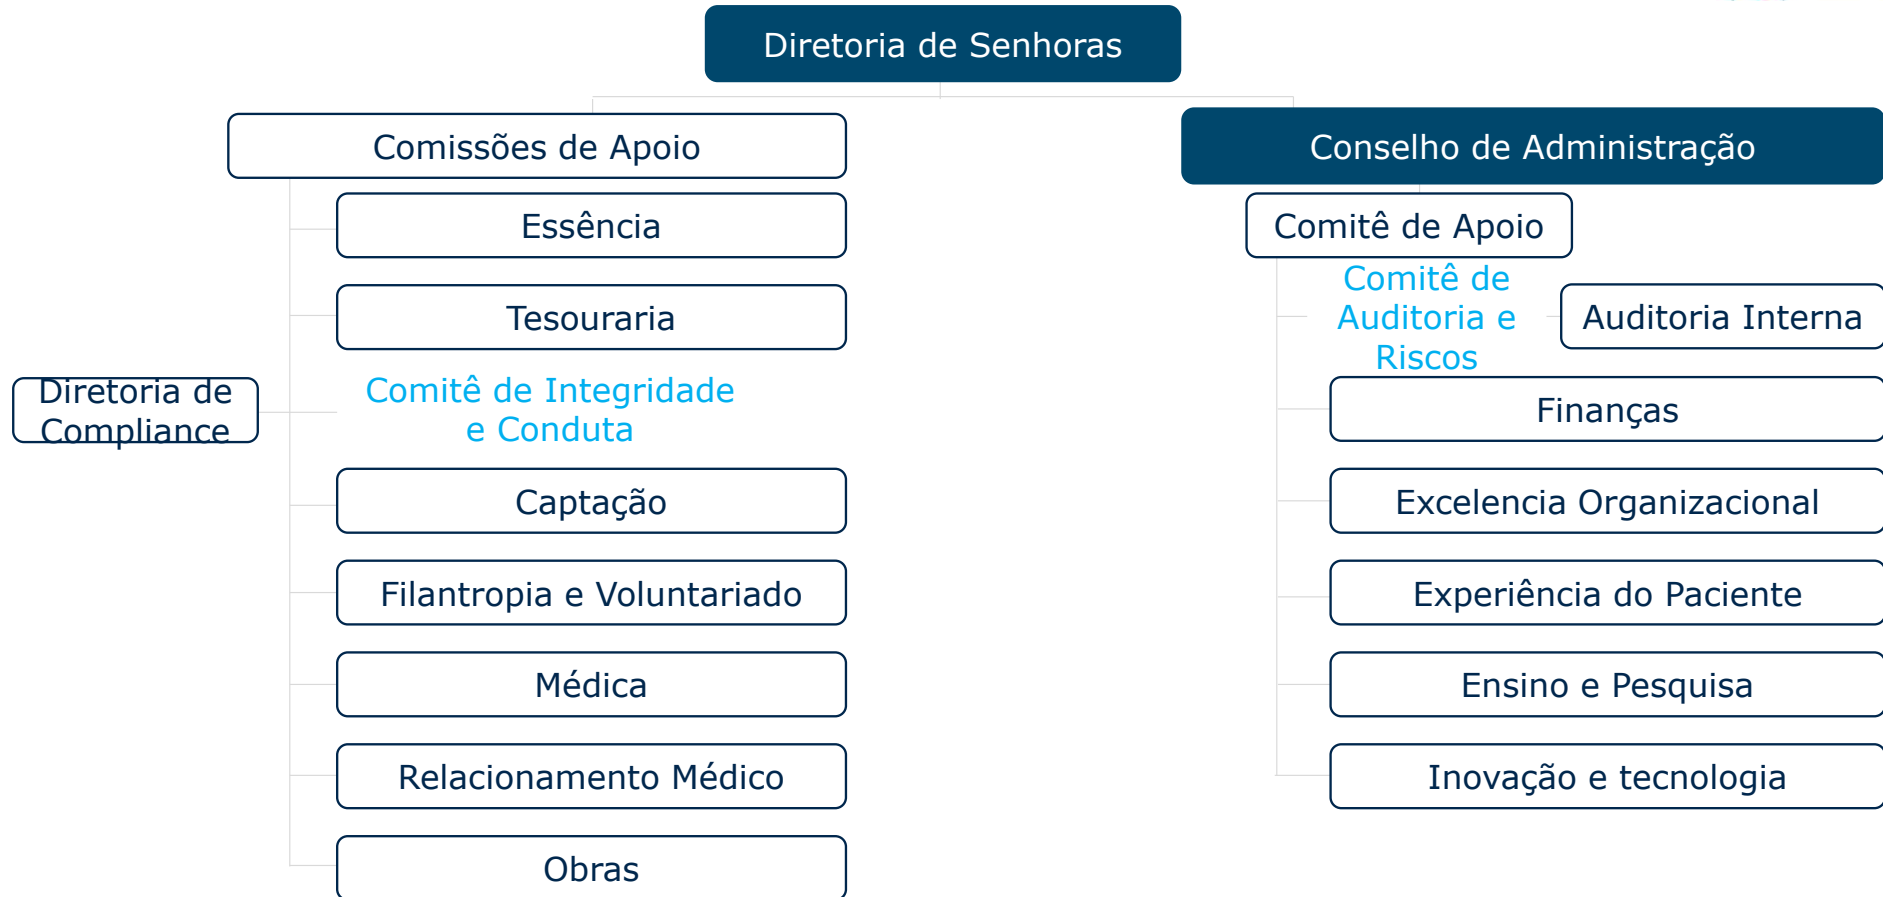 Diretoria de Senhoras
Comissões de Apoio
Conselho de Administração
Essência
Comitê de Apoio
Comitê de
Auditoria e
Riscos
Auditoria Interna
Tesouraria
Diretoria de
Compliance
Comitê de Integridade
e Conduta
Finanças
Captação
Excelencia Organizacional
Filantropia e Voluntariado
Experiência do Paciente
Médica
Ensino e Pesquisa
Relacionamento Médico
Inovação e tecnologia
Obras